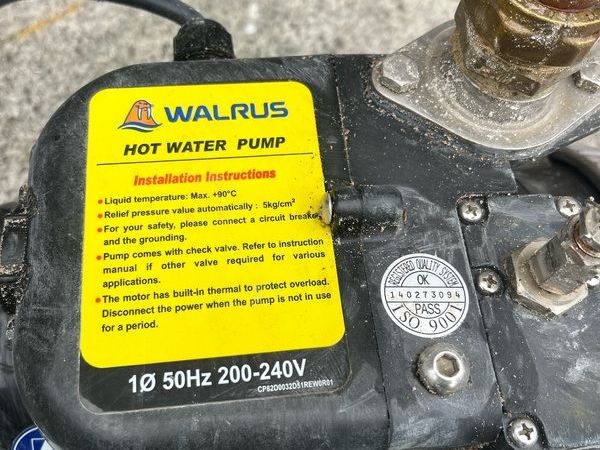 WALRUS
HOT WATER PUMP
Installation Instructions
• Liquid temperature: Max. +90°C
• Relief pressure value automatically : 5kg/cm²
• For your safety, please connect a circuit breaker
and the grounding.
• Pump comes with check valve. Refer to instruction
manual if other valve required for various
applications.
• The motor has built-in thermal to protect overload.
Disconnect the power when the pump is not in use
for a period.
1Ø 50Hz 200-240V
CP82D0032D51REW0R01
REGISTERED QUALITY SYSTEM
OK
140273094
PASS
ISO 9001